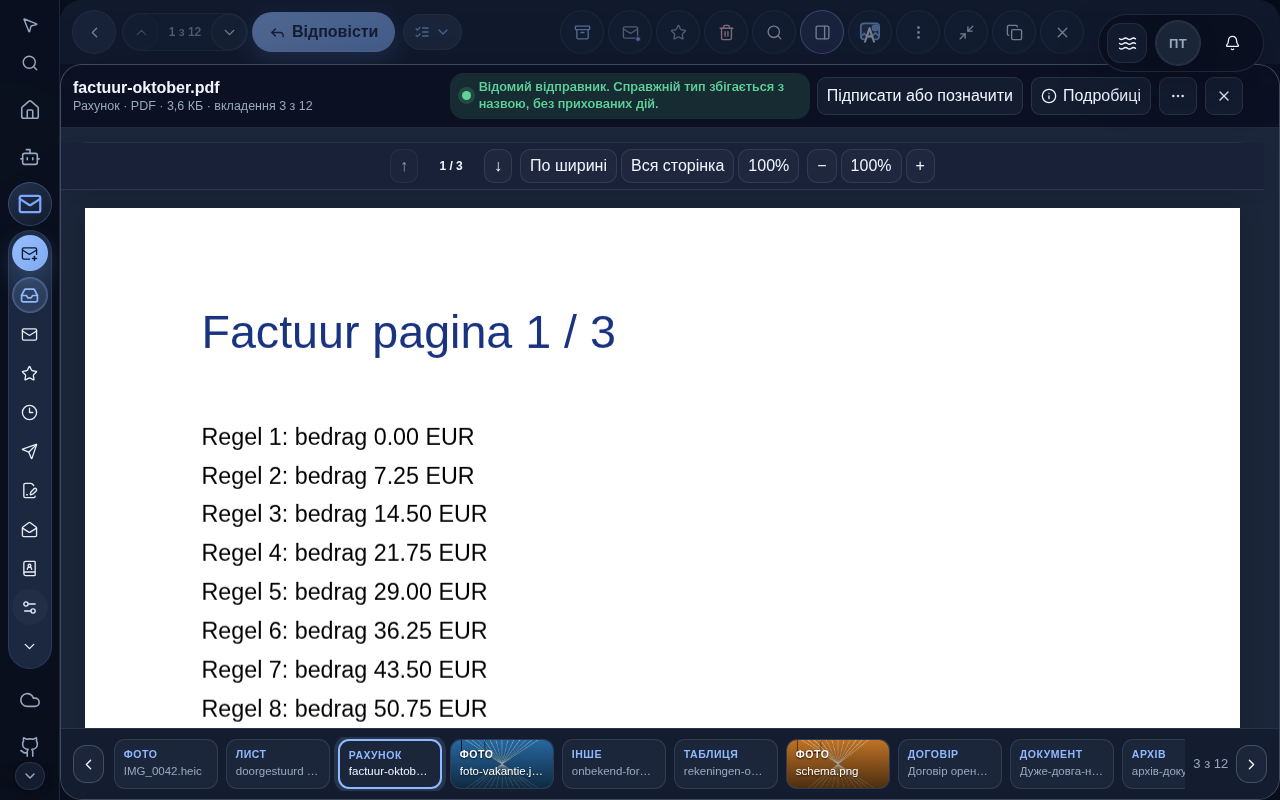 1 з 12
Відповісти
ПТ
factuur-oktober.pdf
Рахунок · PDF · 3,6 КБ · вкладення 3 з 12
Відомий відправник. Справжній тип збігається з
назвою, без прихованих дій.
Підписати або позначити
Подробиці
1 / 3
По ширині
Вся сторінка
100%
100%
Factuur pagina 1 / 3
Regel 1: bedrag 0.00 EUR
Regel 2: bedrag 7.25 EUR
Regel 3: bedrag 14.50 EUR
Regel 4: bedrag 21.75 EUR
Regel 5: bedrag 29.00 EUR
Regel 6: bedrag 36.25 EUR
Regel 7: bedrag 43.50 EUR
Regel 8: bedrag 50.75 EUR
ФОТО
IMG_0042.heic
ЛИСТ
doorgestuurd ...
РАХУНОК
factuur-oktob...
ФОТО
foto-vakantie.j...
ІНШЕ
onbekend-for...
ТАБЛИЦЯ
rekeningen-o...
ФОТО
schema.png
ДОГОВІР
Договір орен...
ДОКУМЕНТ
Дуже-довга-н...
АРХІВ
архів-доку
3 з 12